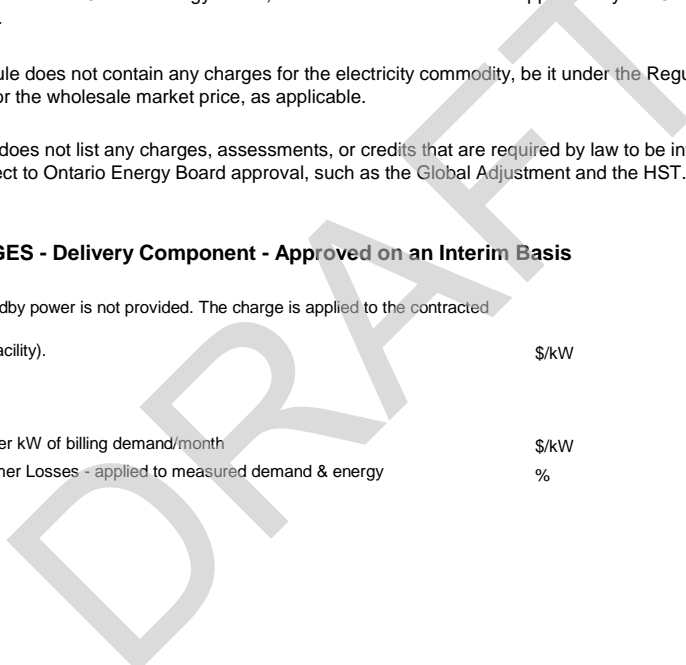 .
ule does not contain any charges for the electricity commodity, be it under the Regu
or the wholesale market price, as applicable.
does not list any charges, assessments, or credits that are required by law to be in
ect to Ontario Energy Board approval, such as the Global Adjustment and the HST.
GES - Delivery Component - Approved on an Interim Basis
dby power is not provided. The charge is applied to the contracted
acility). $/kW
er kW of billing demand/month $/kW
mer Losses - applied to measured demand & energy %
DRAFT